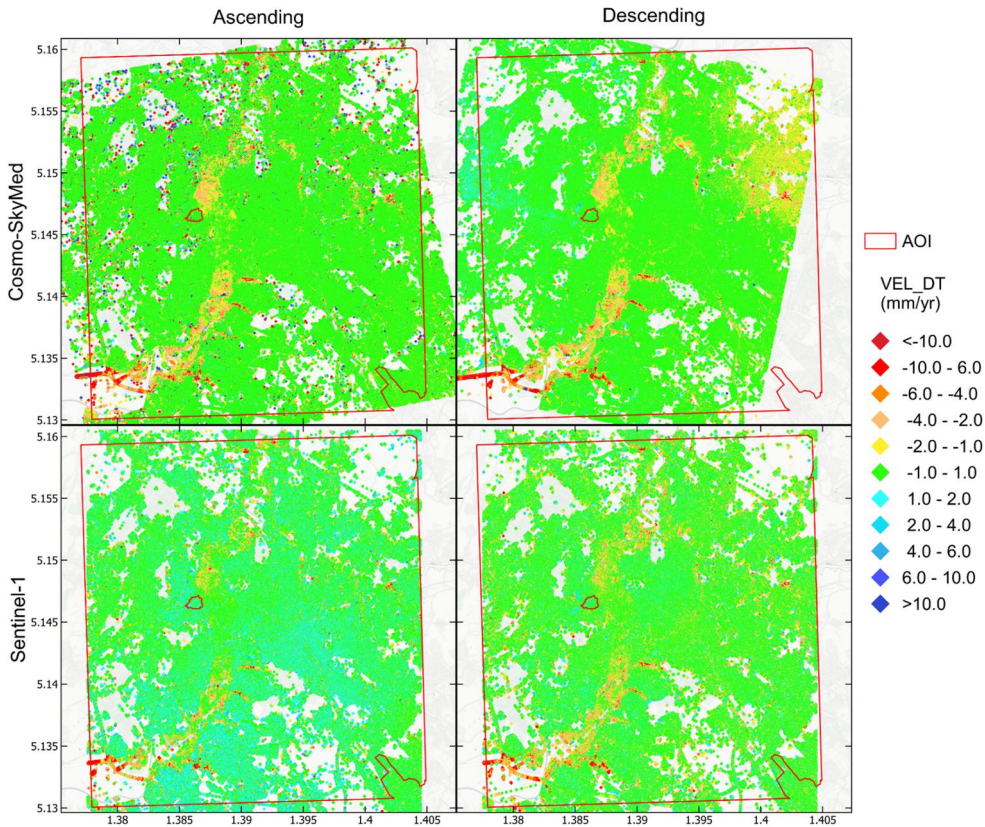 Ascending
Descending
Cosmo-SkyMed
5.16
5.155
5.15
5.145
5.14
5.135
5.13
Sentinel-1
5.16
5.155
5.15
5.145
5.14
5.135
5.13
1.38
1.385
1.39
1.395
1.4
1.405
1.38
1.385
1.39
1.395
1.4
1.405
AOI
VEL_DT
(mm/yr)
<-10.0
-10.0 - 6.0
-6.0 - -4.0
-4.0 - -2.0
-2.0 - -1.0
-1.0 - 1.0
1.0 - 2.0
2.0 - 4.0
4.0 - 6.0
6.0 - 10.0
>10.0